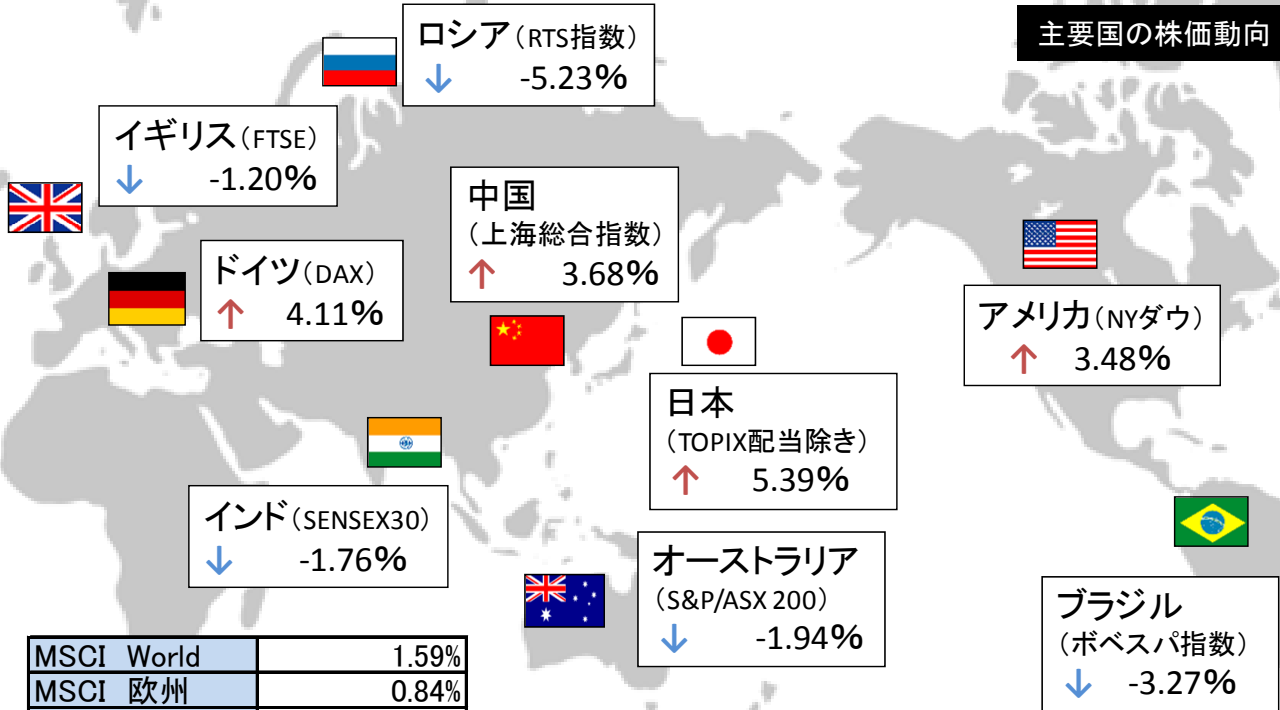 主要国の株価動向
ロシア（RTS指数）
↓ -5.23%
イギリス（FTSE）
↓ -1.20%
中国
（上海総合指数）
↑ 3.68%
ドイツ（DAX）
↑ 4.11%
アメリカ（NYダウ）
↑ 3.48%
日本
（TOPIX配当除き）
↑ 5.39%
インド（SENSEX30）
↓ -1.76%
オーストラリア
（S&P/ASX 200）
↓ -1.94%
ブラジル
（ボベスパ指数）
↓ -3.27%
MSCI World 1.59%
MSCI 欧州 0.84%